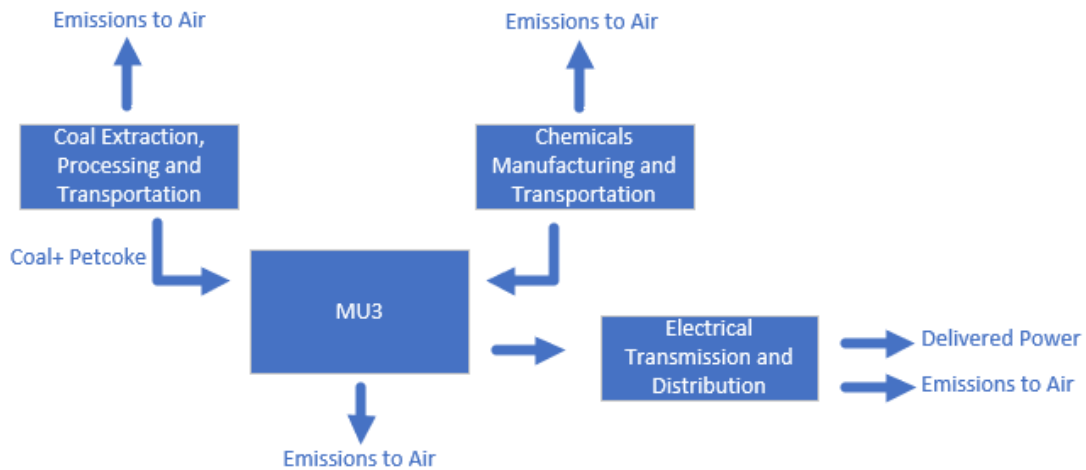 Emissions to Air
Emissions to Air
Coal Extraction,
Processing and
Transportation
Chemicals
Manufacturing and
Transportation
Coal+ Petcoke
MU3
Electrical
Transmission and
Distribution
Delivered Power
Emissions to Air
Emissions to Air